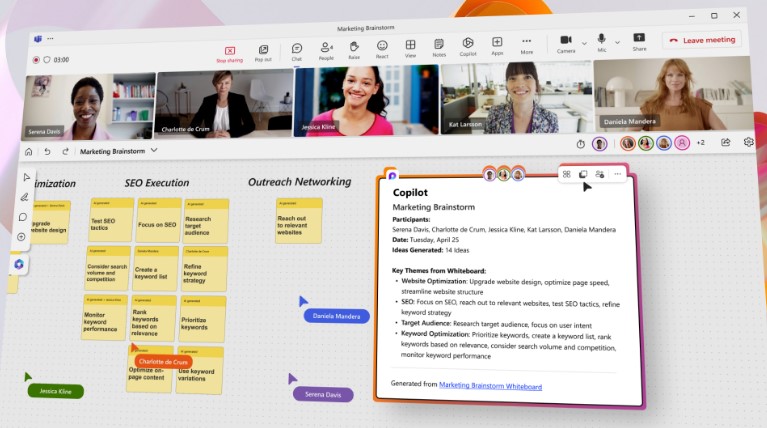 Marketing Brainstorm
03:00
Stop sharing
Pop out
Chat
People
4
Raise
React
View
Notes
Copilot
Apps
More
Camera
Mic
Share
Leave meeting
Serena Davis
Charlotte de Crum
Jessica Kline
Kat Larsson
Daniela Mandera
Marketing Brainstorm
+2
imization
SEO Execution
Outreach Networking
pgrade
website design
Test SEO
tactics
Focus on SEO
Research
target
audience
Reach out
to relevant
websites
Consider search
volume and
competition
Create a
keyword list
Refine
keyword
strategy
Monitor
keyword
performance
Rank
keywords
based on
relevance
Prioritize
keywords
Optimize on-
page content
Use keyword
variations
Daniela Mandera
Charlotte de Crum
Jessica Kline
Serena Davis
Copilot
Marketing Brainstorm
Participants:
Serena Davis, Charlotte de Crum, Jessica Kline, Kat Larsson, Daniela Mandera
Date: Tuesday, April 25
Ideas Generated: 14 Ideas
Key Themes from Whiteboard:
• Website Optimization: Upgrade website design, optimize page speed,
streamline website structure
• SEO: Focus on SEO, reach out to relevant websites, test SEO tactics, refine
keyword strategy
• Target Audience: Research target audience, focus on user intent
• Keyword Optimization: Prioritize keywords, create a keyword list, rank
keywords based on relevance, consider search volume and competition,
monitor keyword performance
Generated from Marketing Brainstorm Whiteboard